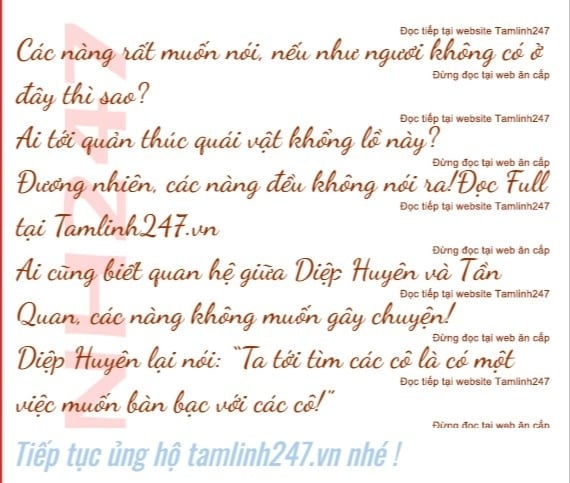 Đọc tiếp tại website Tamlinh247
Các nàng rất muốn nói, nếu như ngươi không có ở
Đừng đọc tại web ăn cắp
đây thì sao?
Đọc tiếp tại website Tamlinh247
Ai tới quản thúc quái vật khổng lồ này?
Đừng đọc tại web ăn cắp
Đương nhiên, các nàng đều không nói ra!Đọc Full
Đọc tiếp tại website Tamlinh247
tại Tamlinh247.vn
Đừng đọc tại web ăn cắp
Ai cũng biết quan hệ giữa Diệp Huyên và Tần
Đọc tiếp tại website Tamlinh247
Quan, các nàng không muốn gây chuyện!
Đừng đọc tại web ăn cắp
Diệp Huyên lại nói: “Ta tới tìm các cô là có một
Đọc tiếp tại website Tamlinh247
việc muốn bàn bạc với các cô!”
Đừng đọc tại web ăn cắp
NH247
Tiếp tục ủng hộ tamlinh247.vn nhé !